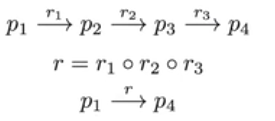 p₁ —r₁→ p₂ —r₂→ p₃ —r₃→ p₄
r = r₁ ∘ r₂ ∘ r₃
p₁ —r→ p₄